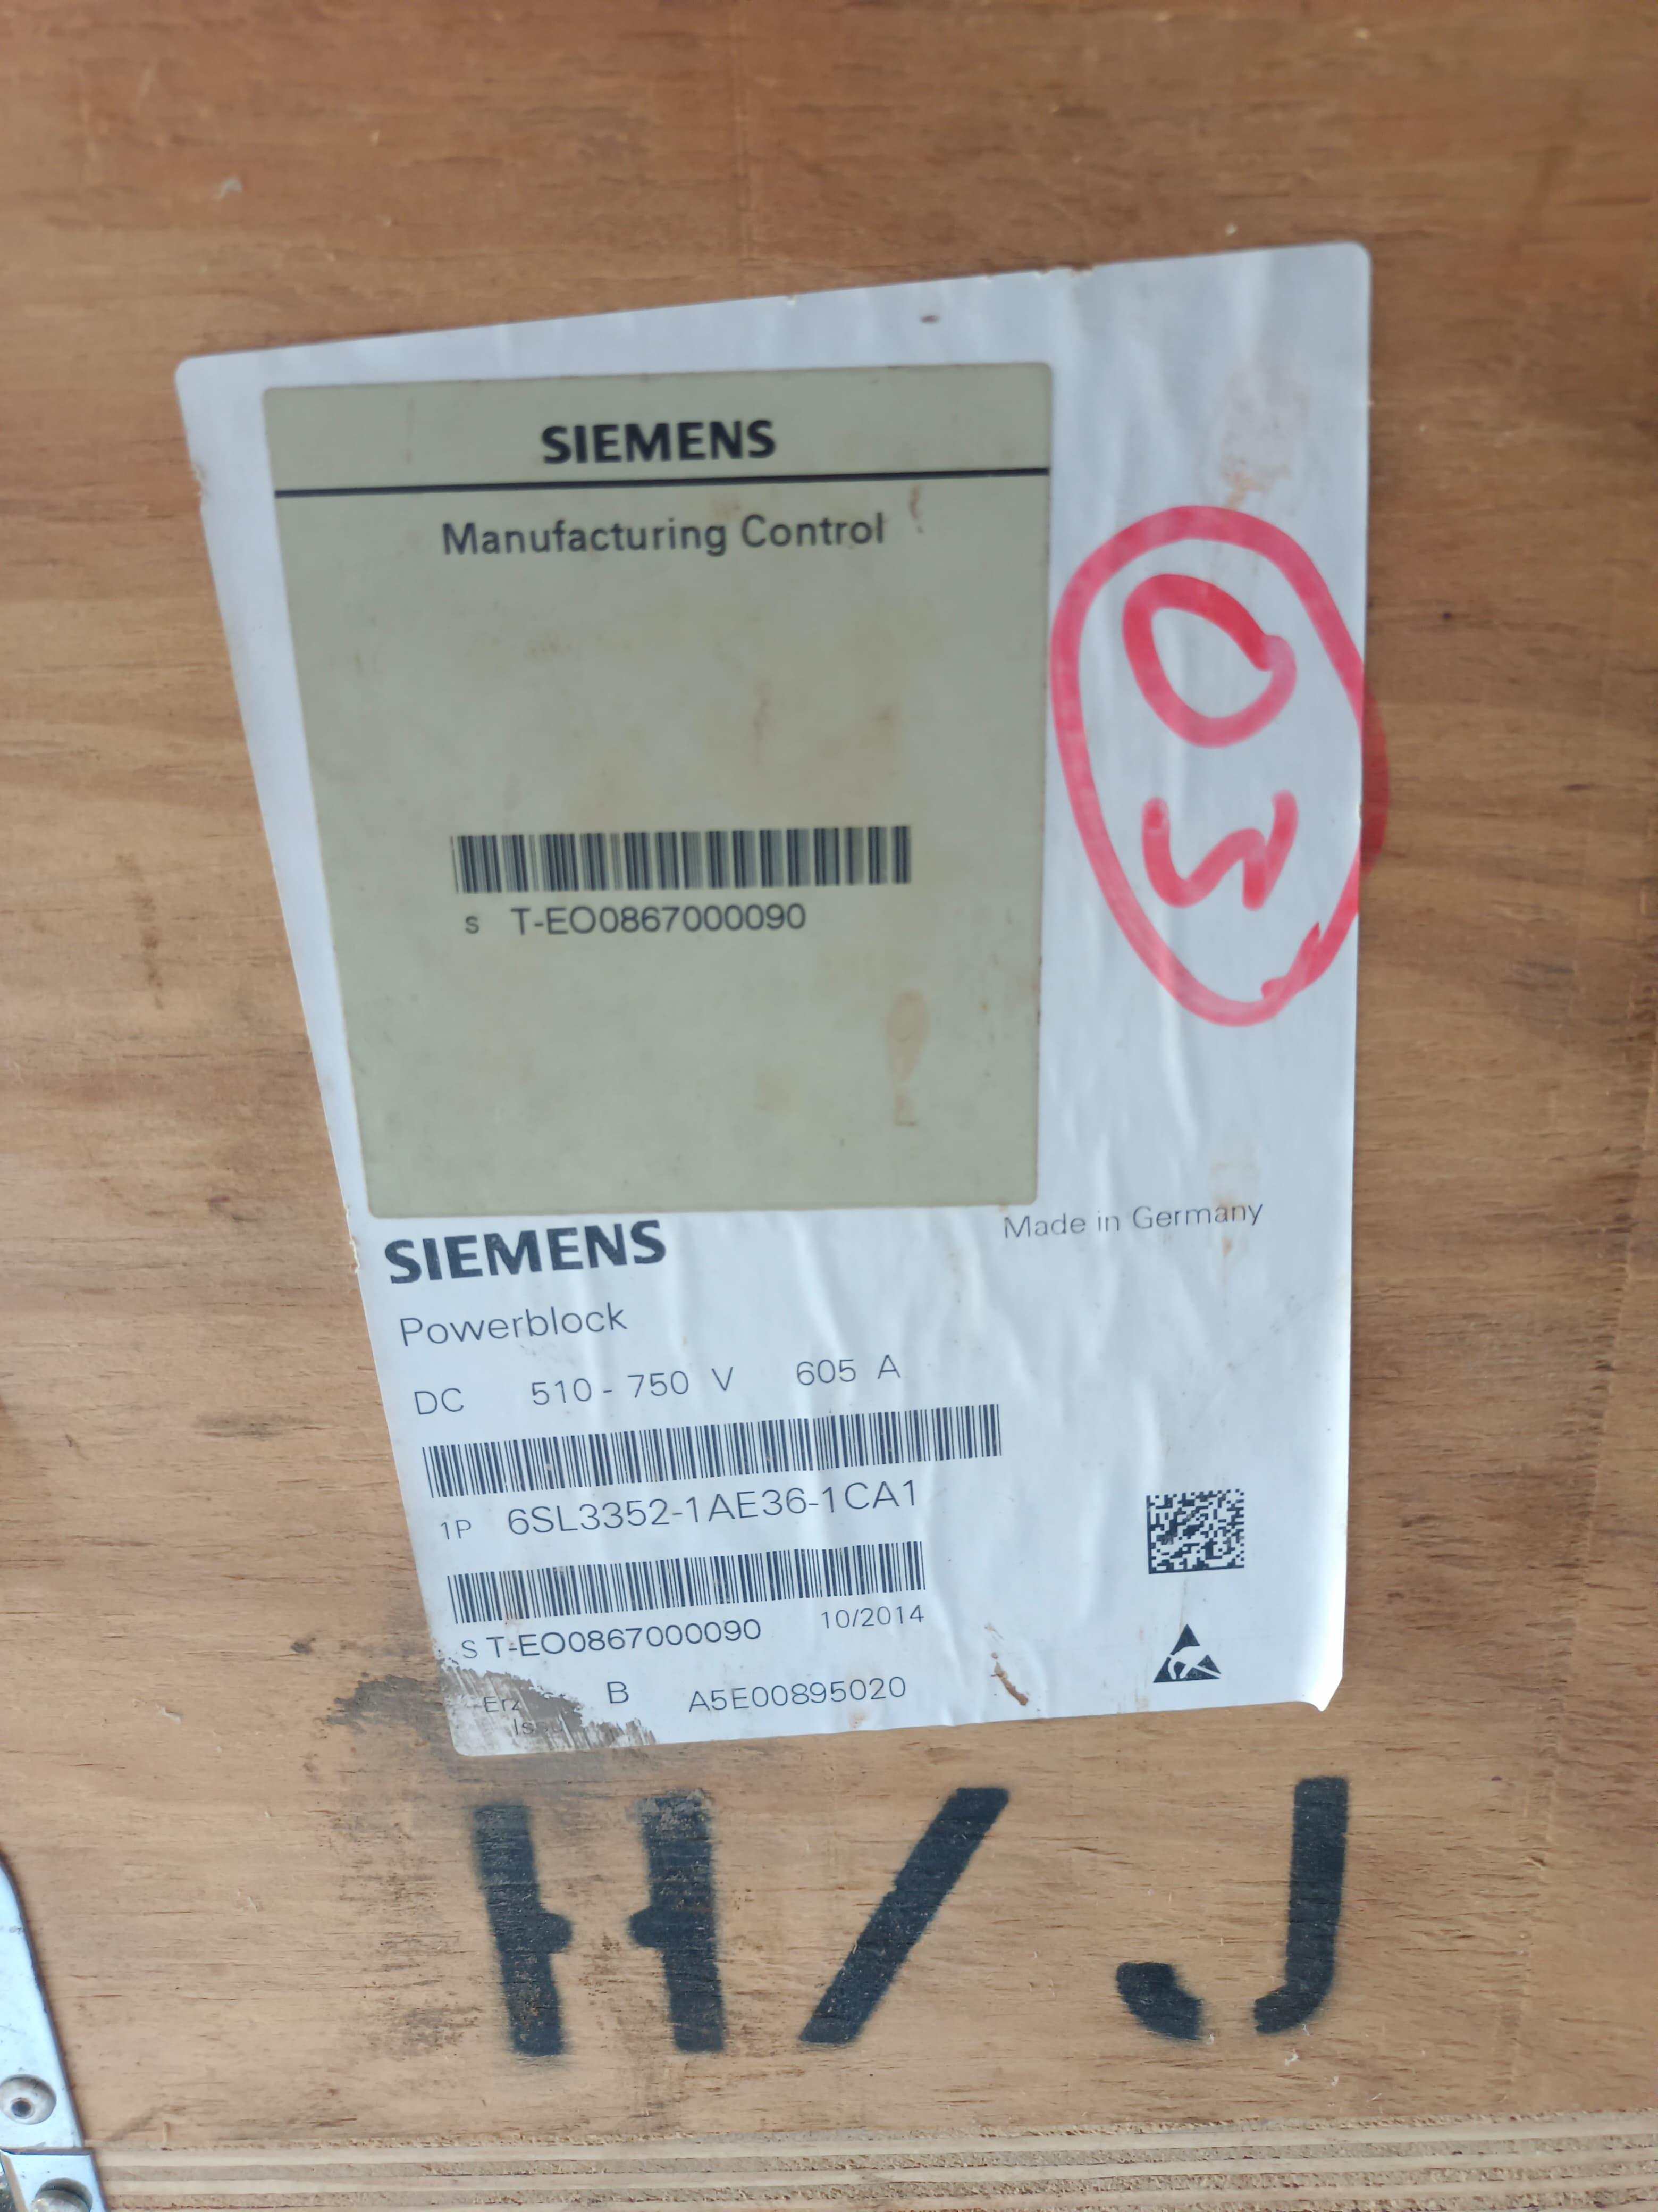 SIEMENS
Manufacturing Control
S T-EO0867000090
SIEMENS
Made in Germany
Powerblock
DC 510 - 750 V 605 A
1P 6SL3352-1AE36-1CA1
S T-EO0867000090 10/2014
B A5E00895020
H/J